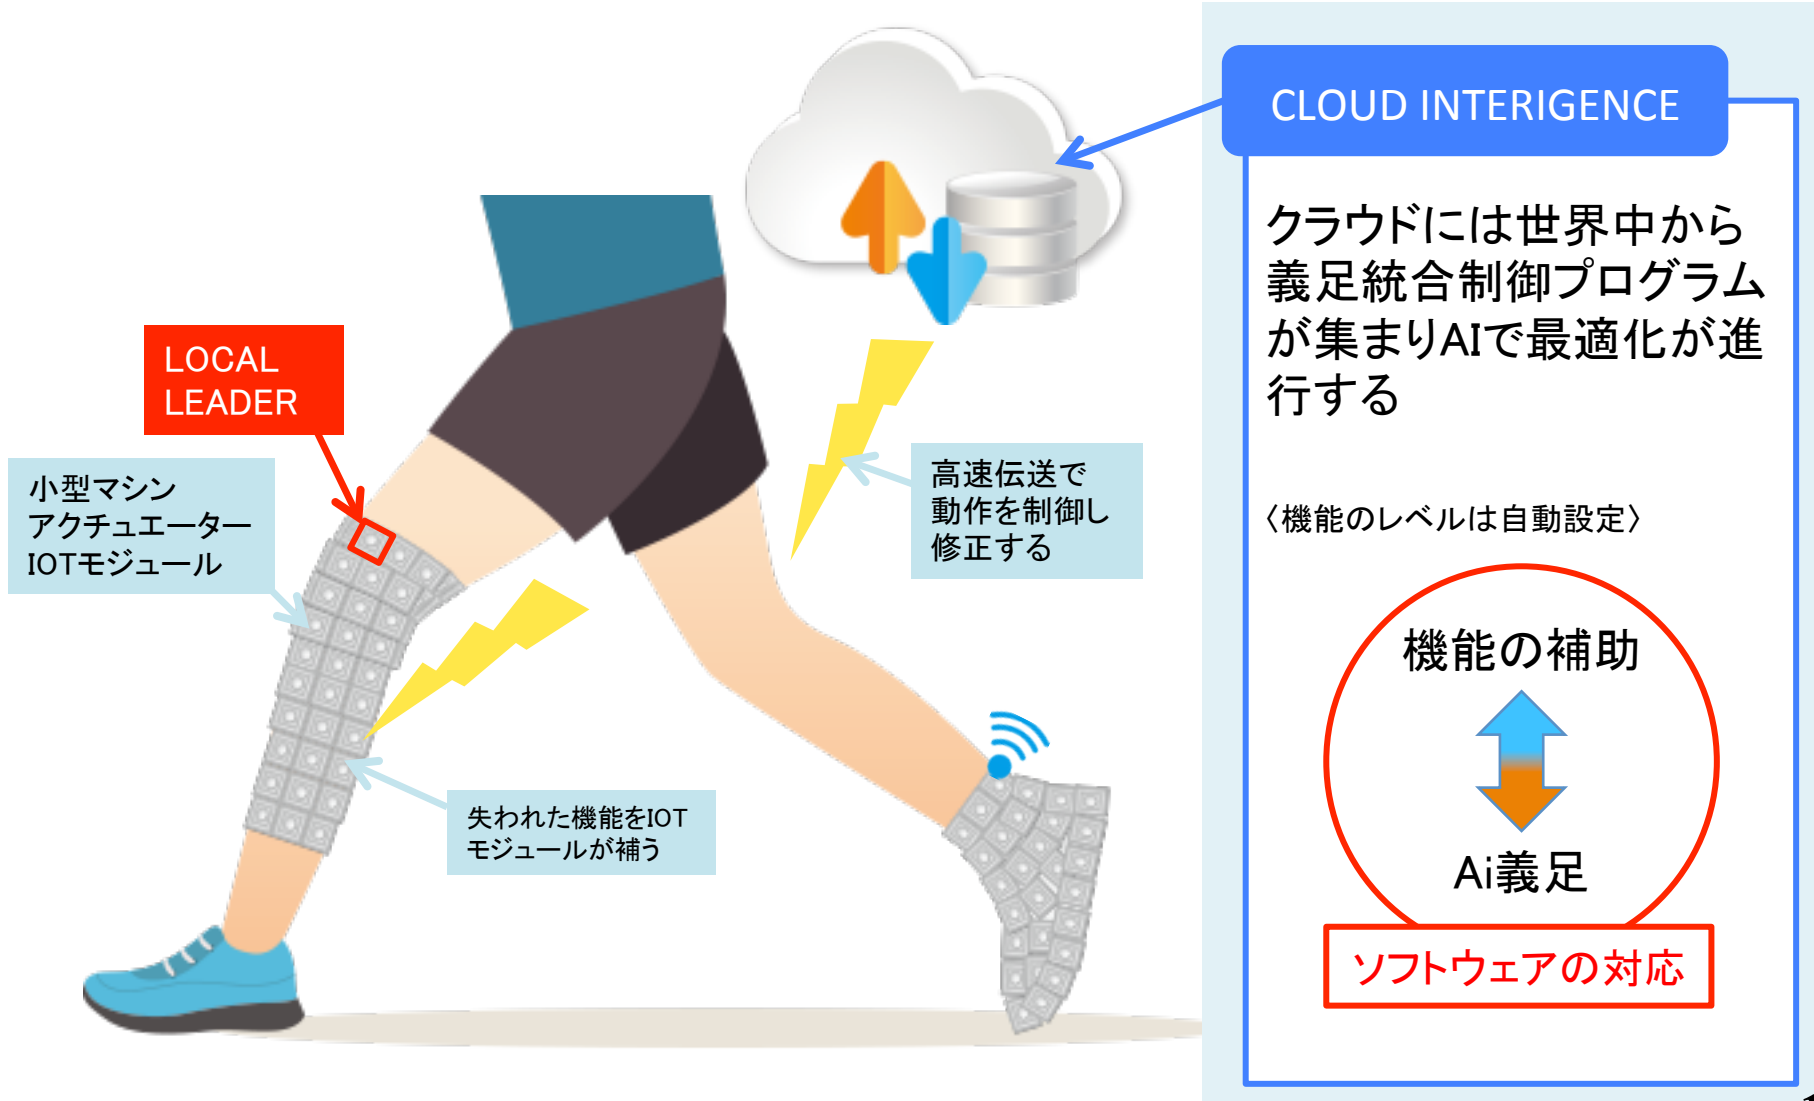 LOCAL
LEADER
小型マシン
アクチュエーター
IOTモジュール
高速伝送で
動作を制御し
修正する
失われた機能をIOT
モジュールが補う
CLOUD INTERIGENCE
クラウドには世界中から
義足統合制御プログラム
が集まりAIで最適化が進
行する
〈機能のレベルは自動設定〉
機能の補助
Ai義足
ソフトウェアの対応